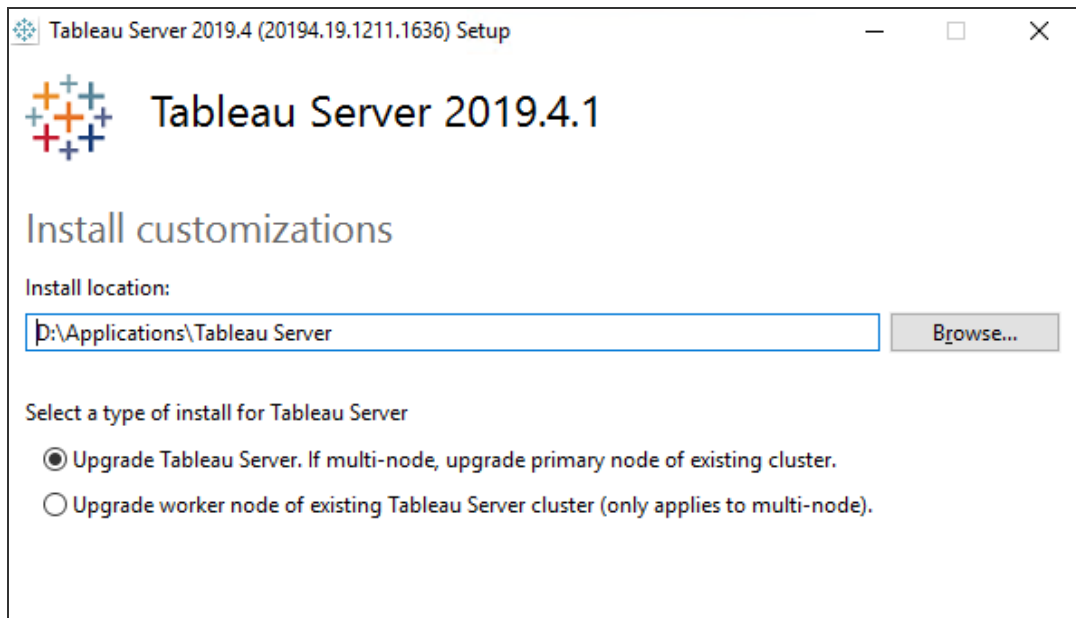 Tableau Server 2019.4 (20194.19.1211.1636) Setup
Tableau Server 2019.4.1
Install customizations
Install location:
D:\Applications\Tableau Server
Browse...
Select a type of install for Tableau Server
Upgrade Tableau Server. If multi-node, upgrade primary node of existing cluster.
Upgrade worker node of existing Tableau Server cluster (only applies to multi-node).